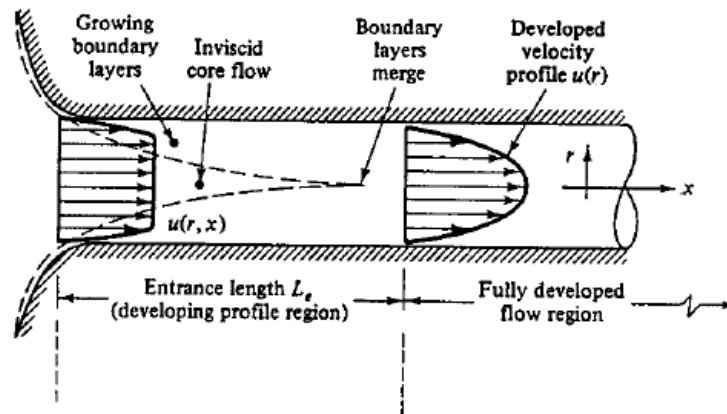 Growing
boundary
layers
Inviscid
core flow
Boundary
layers
merge
Developed
velocity
profile u(r)
r
x
u(r, x)
Entrance length Le
(developing profile region)
Fully developed
flow region